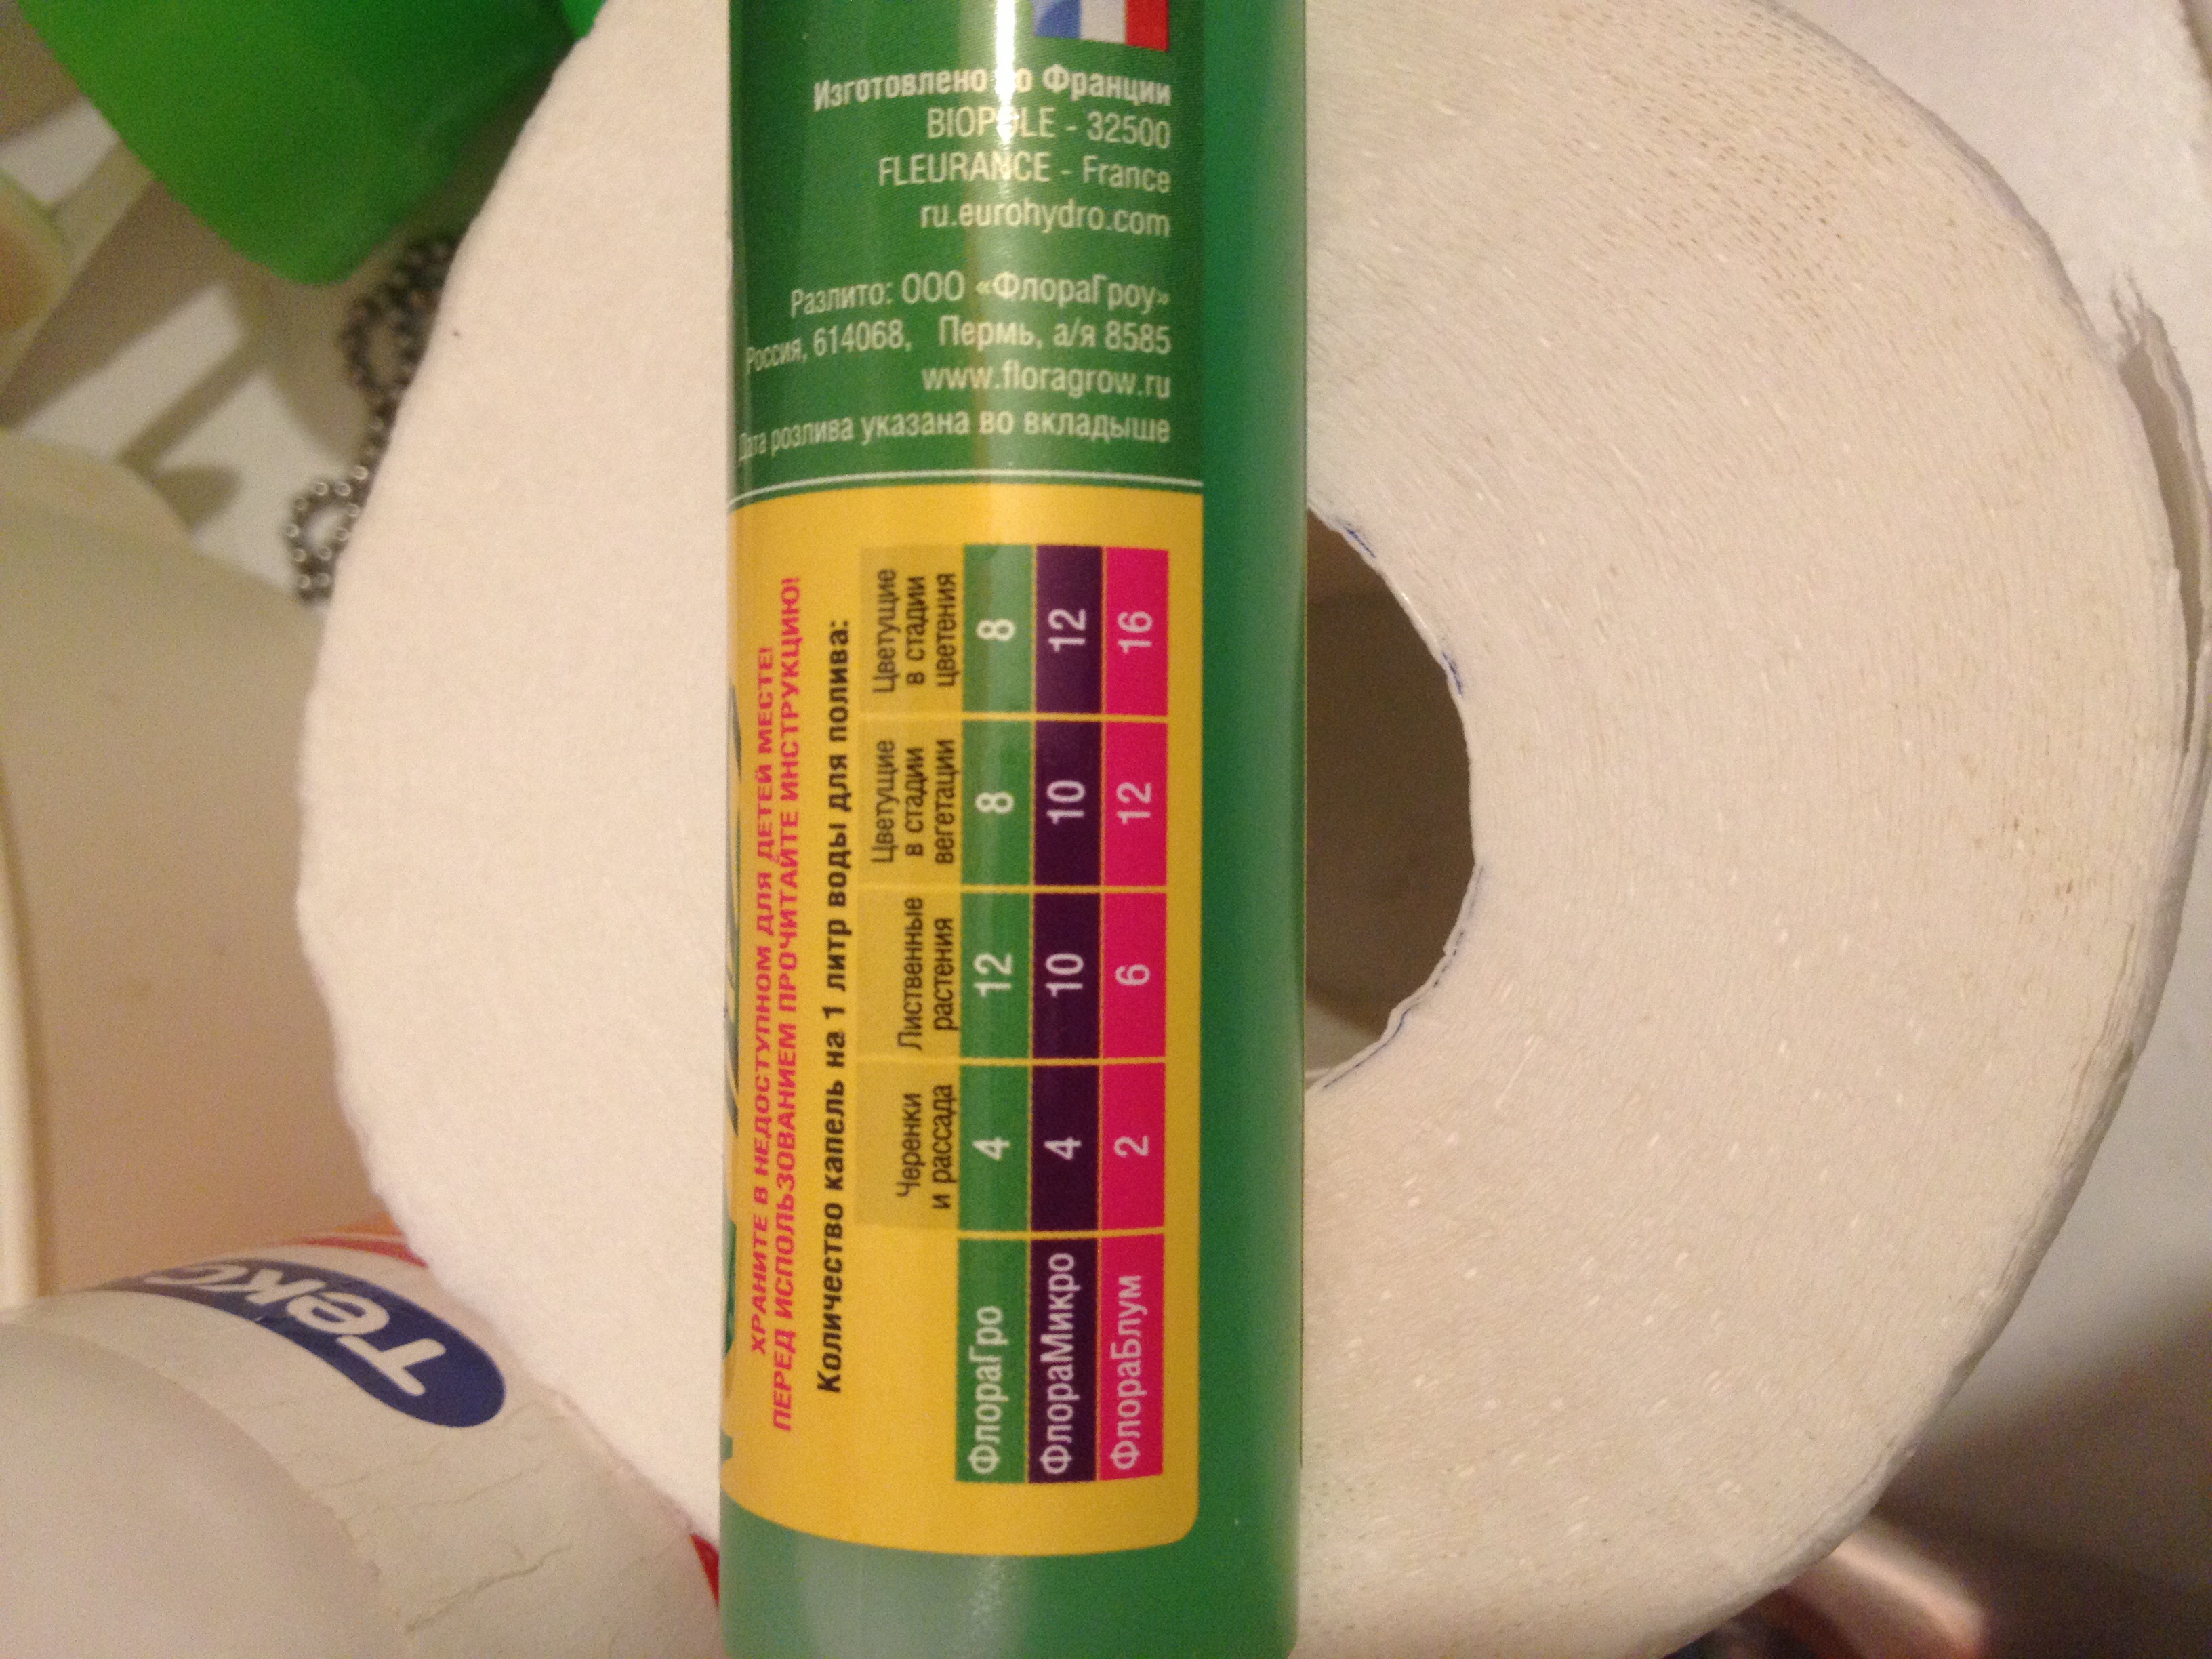 Изготовлено во Франции
BIOPOLE - 32500
FLEURANCE - France
ru.eurohydro.com
Разлито: ООО «ФлораГроу»
Россия, 614068, Пермь, а/я 8585
www.floragrow.ru
Дата розлива указана во вкладыше
ХРАНИТЕ В НЕДОСТУПНОМ ДЛЯ ДЕТЕЙ МЕСТЕ!
ПЕРЕД ИСПОЛЬЗОВАНИЕМ ПРОЧИТАЙТЕ ИНСТРУКЦИЮ!
Количество капель на 1 литр воды для полива:
Черенки и рассада Лиственные растения Цветущие в стадии вегетации Цветущие в стадии цветения
ФлораГро 4 12 8 8
ФлораМикро 4 10 10 12
ФлораБлум 2 6 12 16